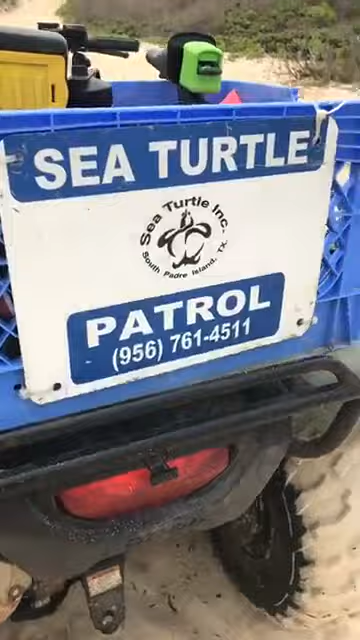 SEA TURTLE
Sea Turtle Inc.
South Padre Island, TX.
PATROL
(956) 761-4511